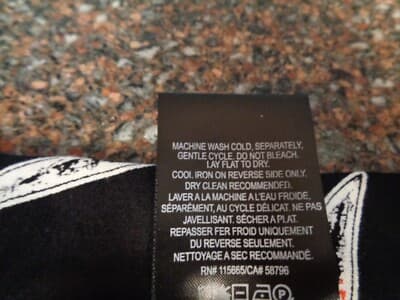 MACHINE WASH COLD, SEPARATELY,
GENTLE CYCLE. DO NOT BLEACH.
LAY FLAT TO DRY.
COOL IRON ON REVERSE SIDE ONLY.
DRY CLEAN RECOMMENDED.
LAVER A LA MACHINE A L'EAU FROIDE,
SÉPARÉMENT, AU CYCLE DÉLICAT. NE PAS
JAVELLISANT. SÉCHER A PLAT.
REPASSER FER FROID UNIQUEMENT
DU REVERSE SEULEMENT.
NETTOYAGE A SEC RECOMMANDÉ.
RN# 115665/CA# 58796